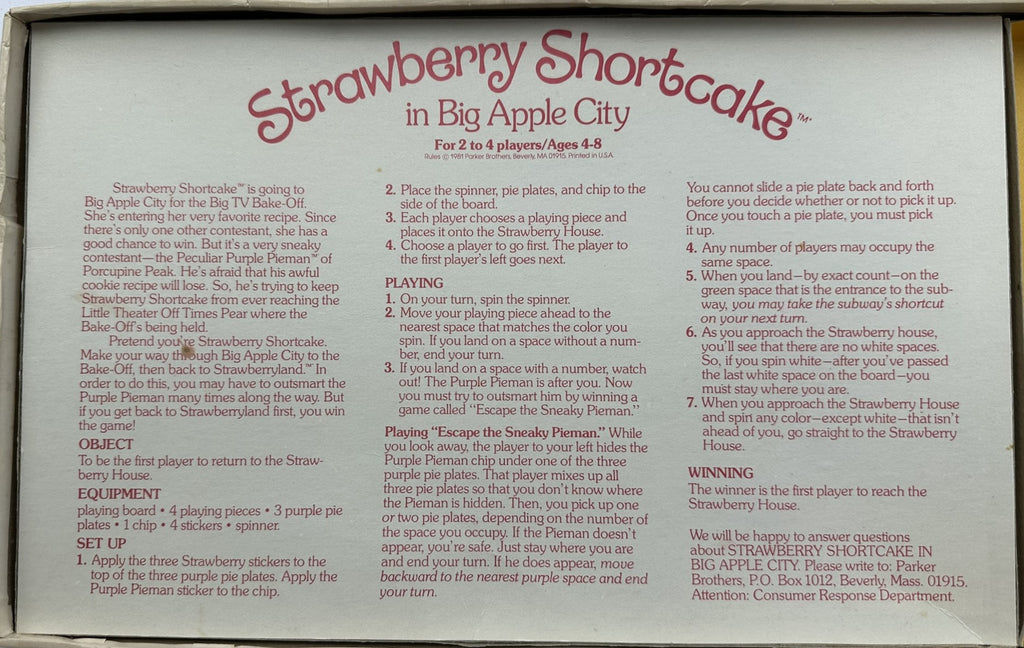 Strawberry Shortcake™
in Big Apple City
For 2 to 4 players/Ages 4-8
Rules © 1981 Parker Brothers, Beverly, MA 01915. Printed in U.S.A.
Strawberry Shortcake™ is going to
Big Apple City for the Big TV Bake-Off.
She's entering her very favorite recipe. Since
there's only one other contestant, she has a
good chance to win. But it's a very sneaky
contestant—the Peculiar Purple Pieman™ of
Porcupine Peak. He's afraid that his awful
cookie recipe will lose. So, he's trying to keep
Strawberry Shortcake from ever reaching the
Little Theater Off Times Pear where the
Bake-Off's being held.
Pretend you're Strawberry Shortcake.
Make your way through Big Apple City to the
Bake-Off, then back to Strawberryland.™ In
order to do this, you may have to outsmart the
Purple Pieman many times along the way. But
if you get back to Strawberryland first, you win
the game!
OBJECT
To be the first player to return to the Straw-
berry House.
EQUIPMENT
playing board • 4 playing pieces • 3 purple pie
plates • 1 chip • 4 stickers • spinner.
SET UP
1. Apply the three Strawberry stickers to the
top of the three purple pie plates. Apply the
Purple Pieman sticker to the chip.
2. Place the spinner, pie plates, and chip to the
side of the board.
3. Each player chooses a playing piece and
places it onto the Strawberry House.
4. Choose a player to go first. The player to
the first player's left goes next.
PLAYING
1. On your turn, spin the spinner.
2. Move your playing piece ahead to the
nearest space that matches the color you
spin. If you land on a space without a num-
ber, end your turn.
3. If you land on a space with a number, watch
out! The Purple Pieman is after you. Now
you must try to outsmart him by winning a
game called "Escape the Sneaky Pieman."
Playing "Escape the Sneaky Pieman." While
you look away, the player to your left hides the
Purple Pieman chip under one of the three
purple pie plates. That player mixes up all
three pie plates so that you don't know where
the Pieman is hidden. Then, you pick up one
or two pie plates, depending on the number of
the space you occupy. If the Pieman doesn't
appear, you're safe. Just stay where you are
and end your turn. If he does appear, move
backward to the nearest purple space and end
your turn.
You cannot slide a pie plate back and forth
before you decide whether or not to pick it up.
Once you touch a pie plate, you must pick
it up.
4. Any number of players may occupy the
same space.
5. When you land—by exact count—on the
green space that is the entrance to the sub-
way, you may take the subway's shortcut
on your next turn.
6. As you approach the Strawberry house,
you'll see that there are no white spaces.
So, if you spin white—after you've passed
the last white space on the board—you
must stay where you are.
7. When you approach the Strawberry House
and spin any color—except white—that isn't
ahead of you, go straight to the Strawberry
House.
WINNING
The winner is the first player to reach the
Strawberry House.
We will be happy to answer questions
about STRAWBERRY SHORTCAKE IN
BIG APPLE CITY. Please write to: Parker
Brothers, P.O. Box 1012, Beverly, Mass. 01915.
Attention: Consumer Response Department.